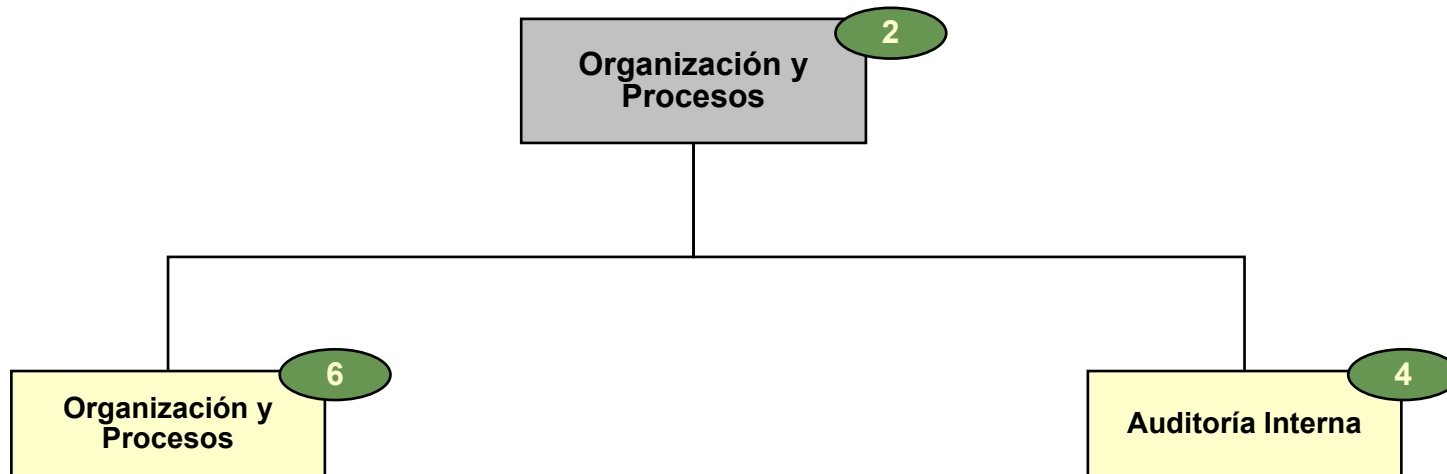 2
Organización y
Procesos
6
Organización y
Procesos
4
Auditoría Interna